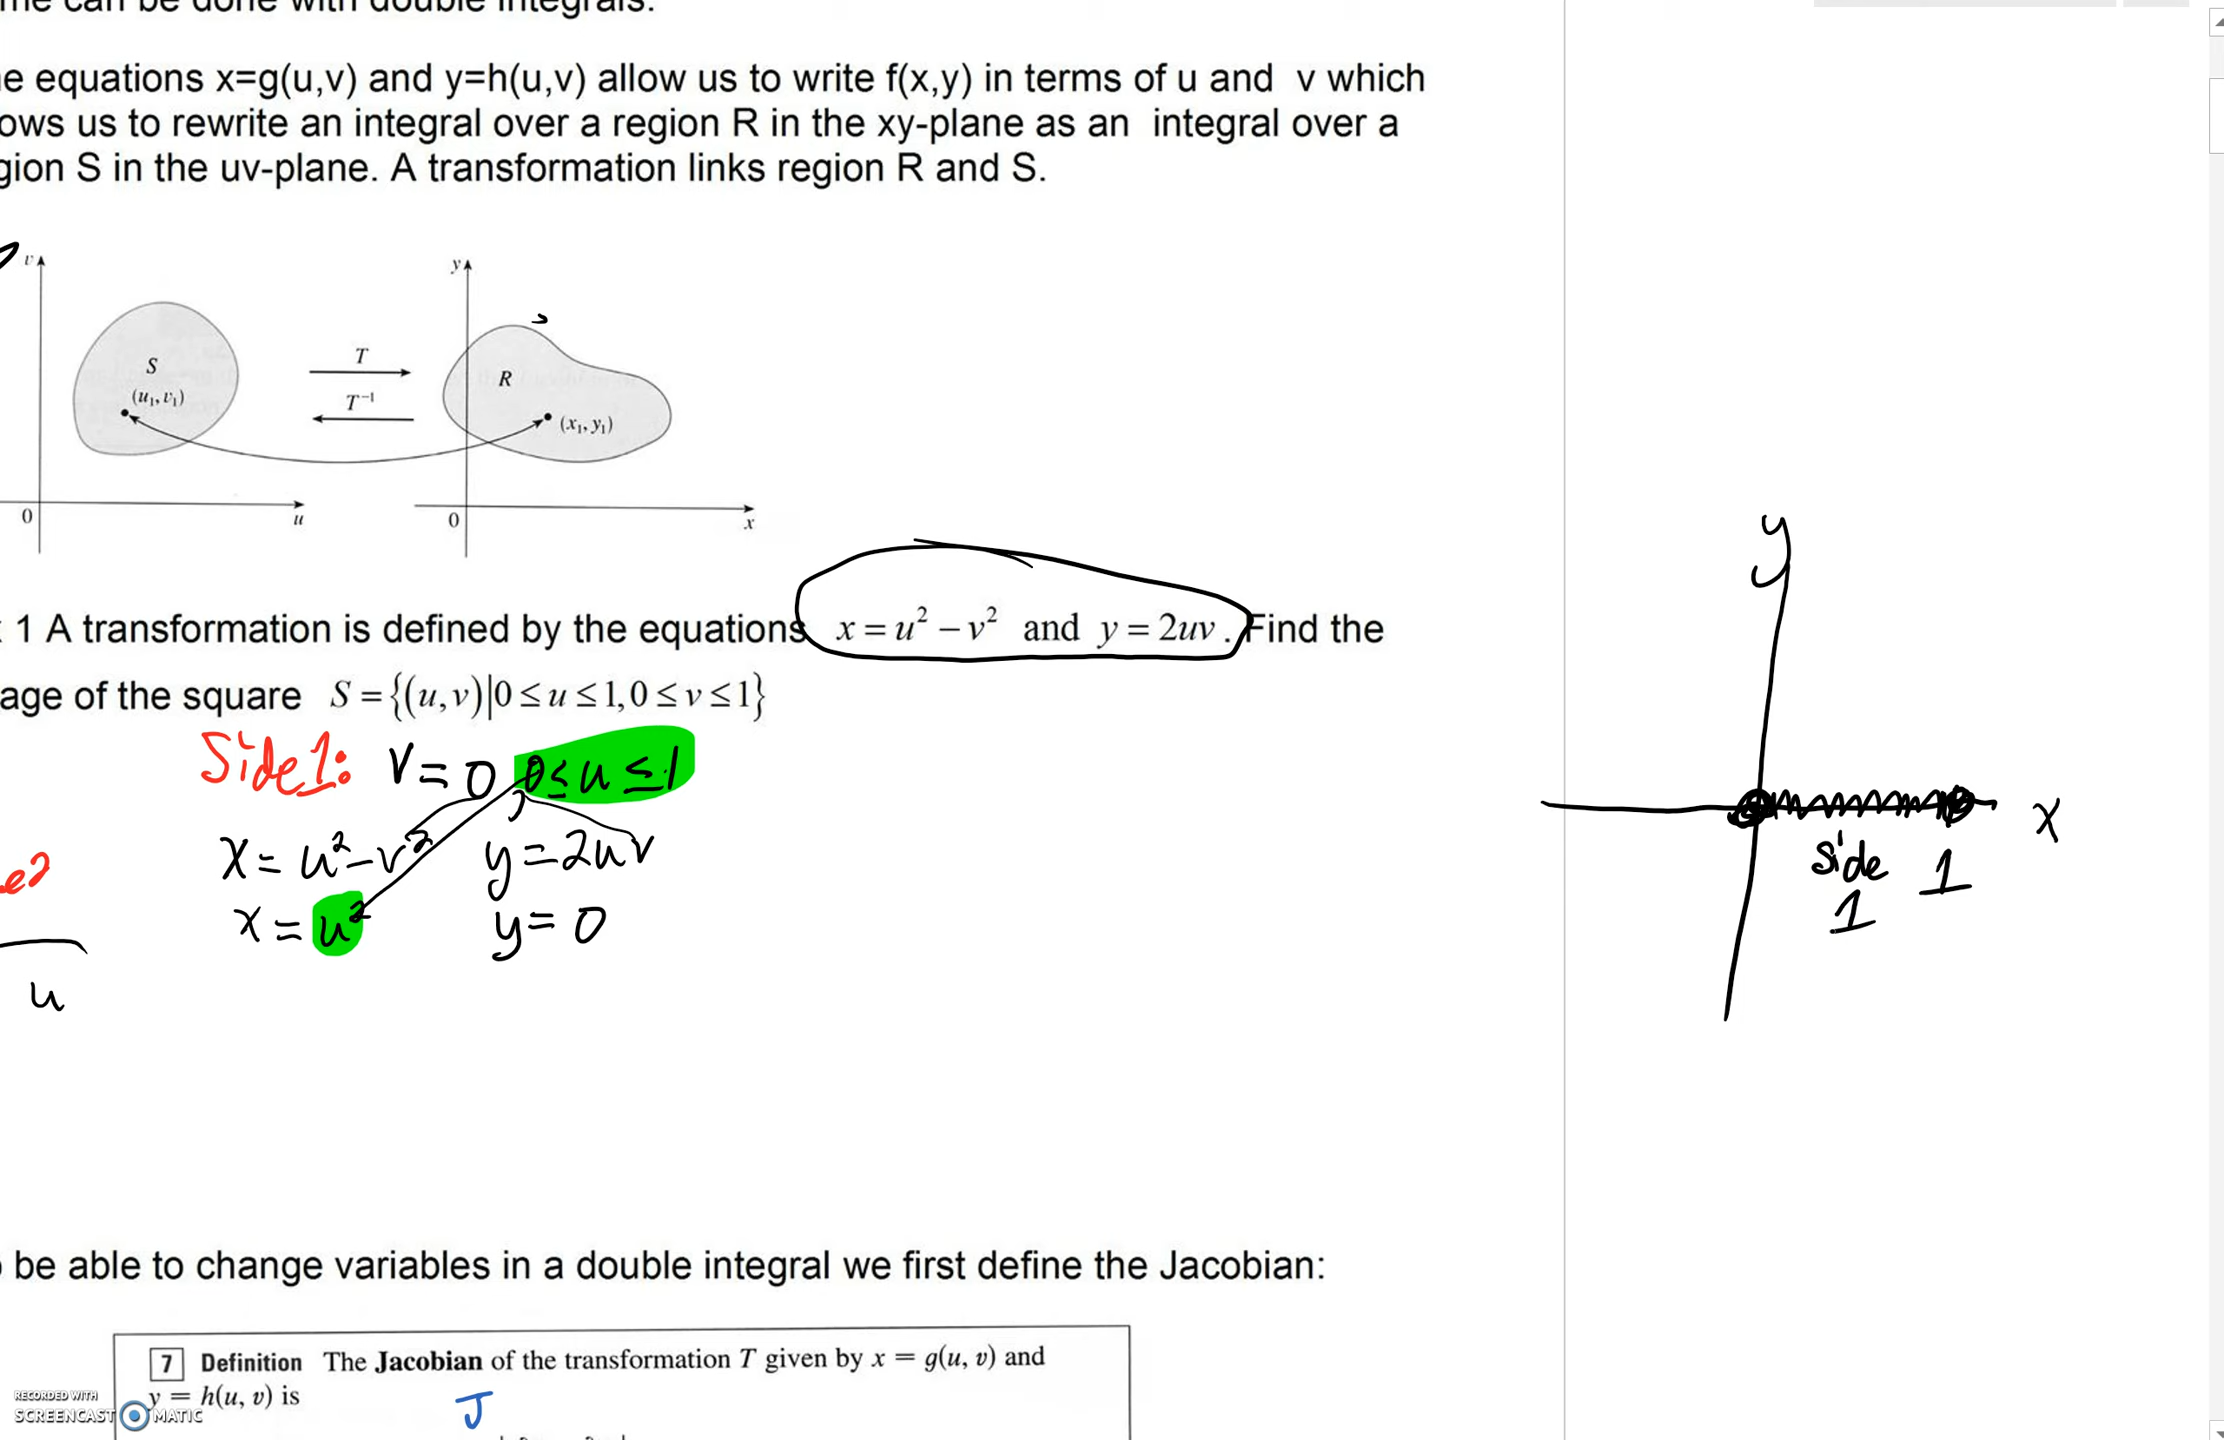 me can be done with double integrals.
e equations x=g(u,v) and y=h(u,v) allow us to write f(x,y) in terms of u and v which
ows us to rewrite an integral over a region R in the xy-plane as an integral over a
gion S in the uv-plane. A transformation links region R and S.
v
y
S
(u₁, v₁)
T
T⁻¹
R
(x₁, y₁)
0
u
0
x
y
: 1 A transformation is defined by the equations x = u² – v² and y = 2uv. Find the
age of the square S = {(u,v)|0 ≤ u ≤ 1, 0 ≤ v ≤ 1}
Side 1: v = 0, 0 ≤ u ≤ 1
x = u² – v² y = 2uv
x = u² y = 0
e2
u
x
Side 1
1
be able to change variables in a double integral we first define the Jacobian:
7 Definition The Jacobian of the transformation T given by x = g(u, v) and
y = h(u, v) is
J
RECORDED WITH
SCREENCAST MATIC